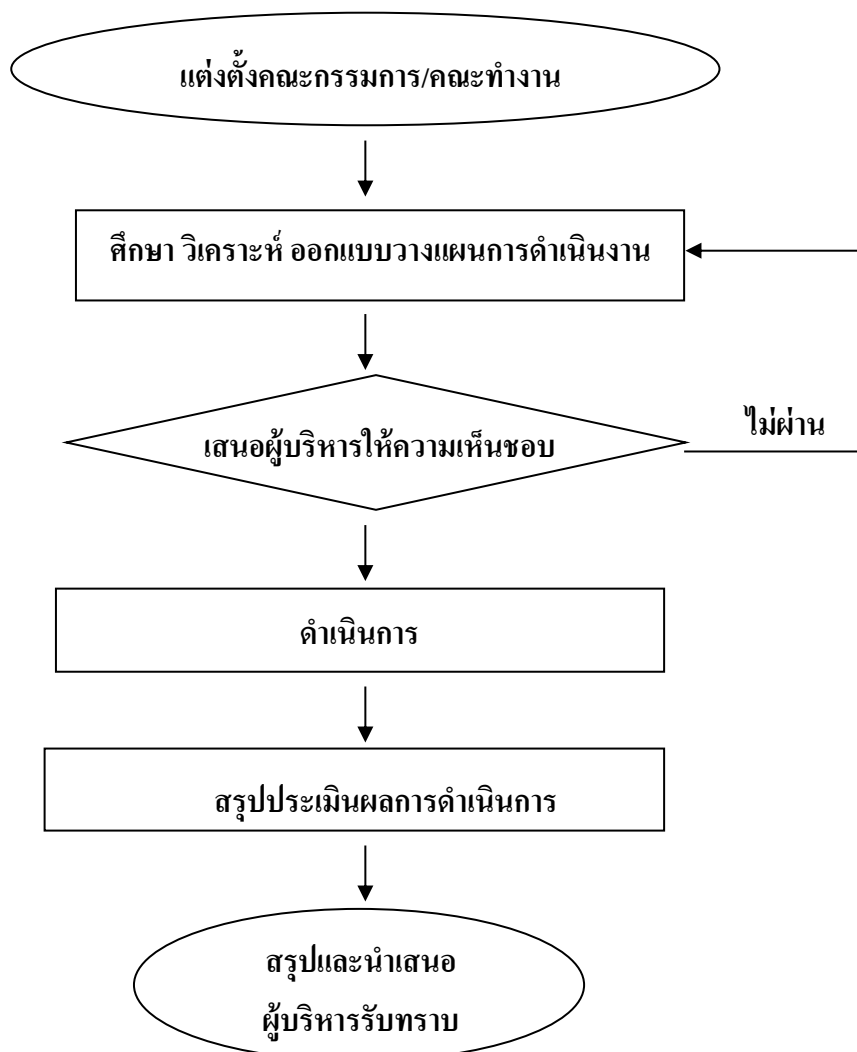 แต่งตั้งคณะกรรมการ/คณะทำงาน
ศึกษา วิเคราะห์ ออกแบบวางแผนการดำเนินงาน
เสนอผู้บริหารให้ความเห็นชอบ
ไม่ผ่าน
ดำเนินการ
สรุปประเมินผลการดำเนินการ
สรุปและนำเสนอ
ผู้บริหารรับทราบ